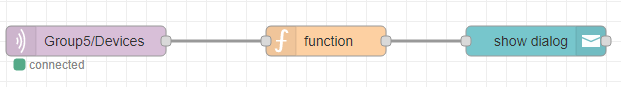 Group5/Devices
function
show dialog
connected